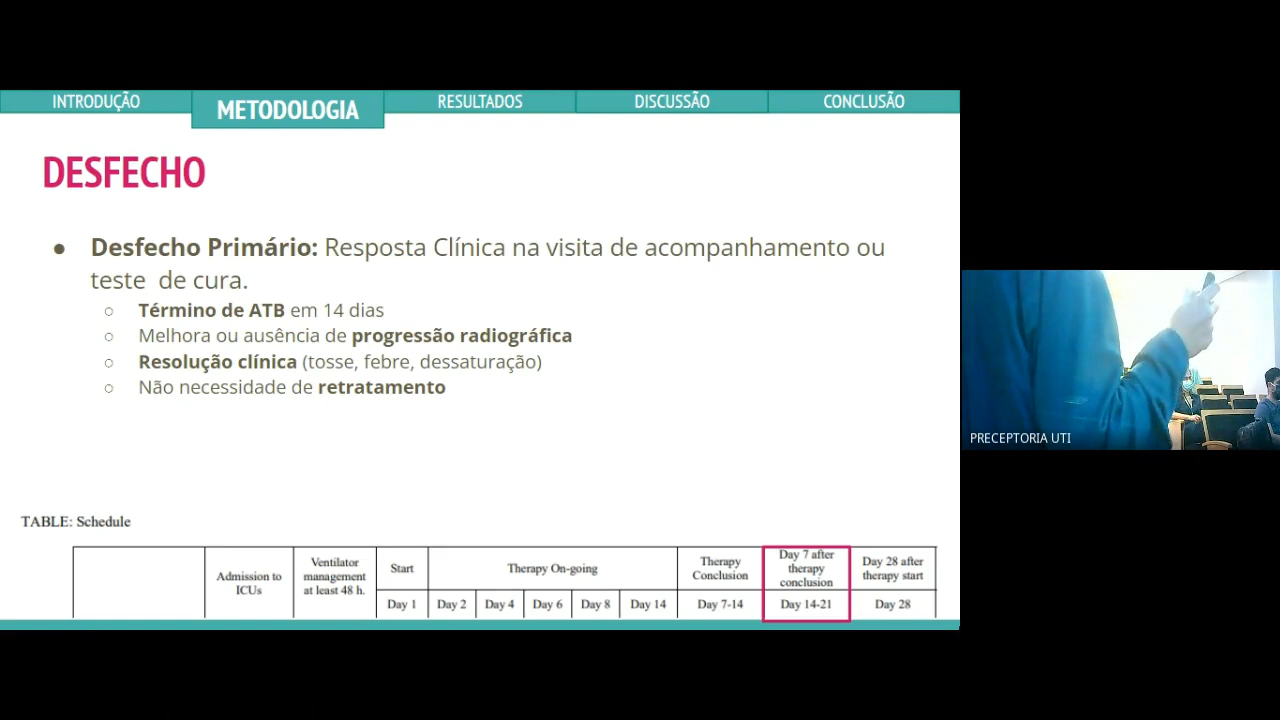 INTRODUÇÃO METODOLOGIA RESULTADOS DISCUSSÃO CONCLUSÃO
DESFECHO
● Desfecho Primário: Resposta Clínica na visita de acompanhamento ou
teste de cura.
○ Término de ATB em 14 dias
○ Melhora ou ausência de progressão radiográfica
○ Resolução clínica (tosse, febre, dessaturação)
○ Não necessidade de retratamento
PRECEPTORIA UTI
TABLE: Schedule
Admission to
ICUs
Ventilator
management
at least 48 h.
Start
Therapy On-going
Therapy
Conclusion
Day 7 after
therapy
conclusion
Day 28 after
therapy start
Day 1 Day 2 Day 4 Day 6 Day 8 Day 14 Day 7-14 Day 14-21 Day 28